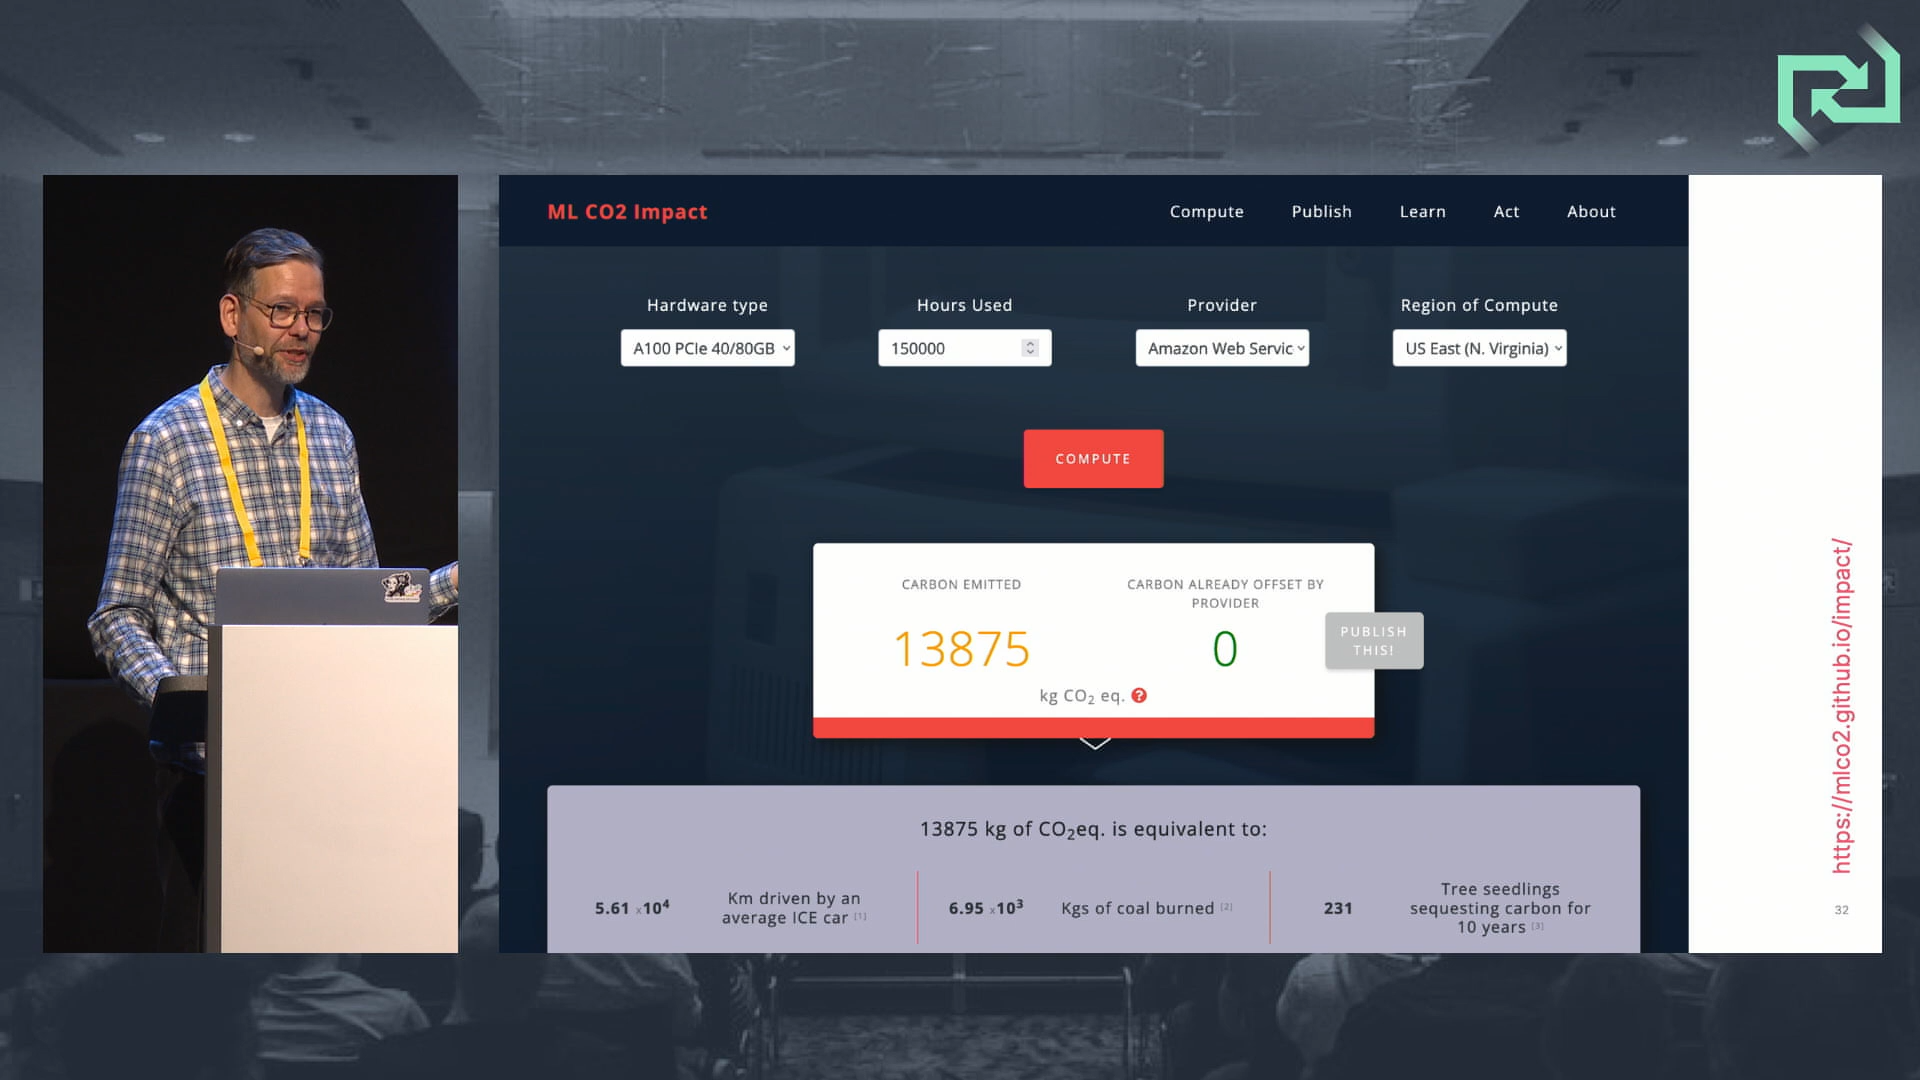 ML CO2 Impact
Compute
Publish
Learn
Act
About
Hardware type
Hours Used
Provider
Region of Compute
A100 PCIe 40/80GB
150000
Amazon Web Servic
US East (N. Virginia)
COMPUTE
CARBON EMITTED
CARBON ALREADY OFFSET BY
PROVIDER
13875
0
PUBLISH
THIS!
kg CO2 eq. ?
13875 kg of CO2eq. is equivalent to:
5.61 x10⁴
Km driven by an
average ICE car [1]
6.95 x10³
Kgs of coal burned [2]
231
Tree seedlings
sequesting carbon for
10 years [3]
https://mlco2.github.io/impact/
32